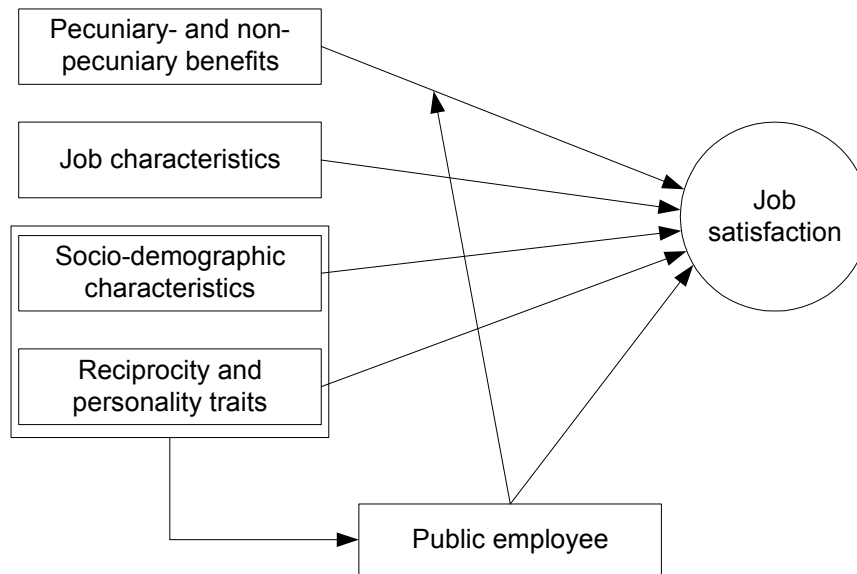 Pecuniary- and non-
pecuniary benefits
Job characteristics
Socio-demographic
characteristics
Reciprocity and
personality traits
Job
satisfaction
Public employee